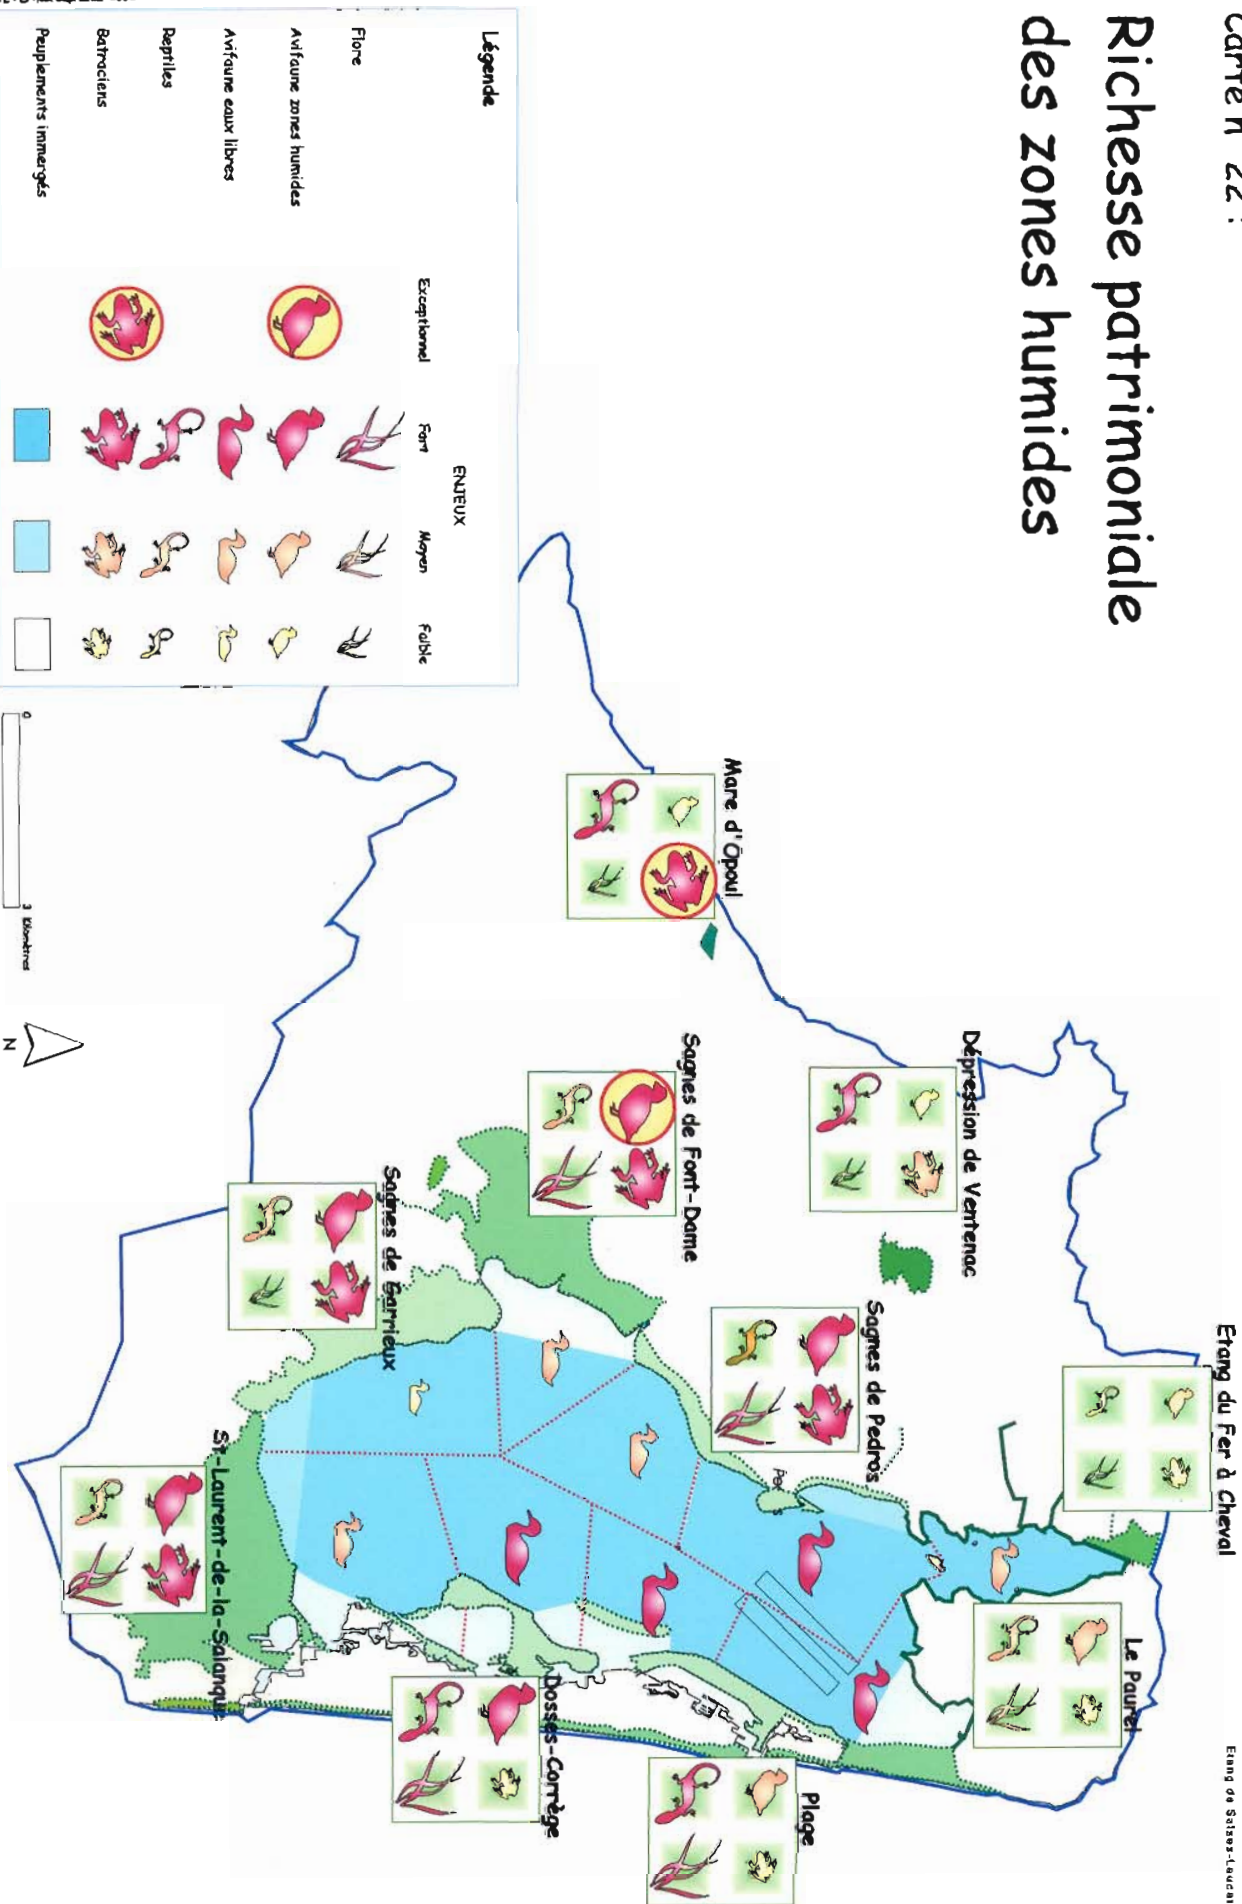 Carte n° 22 :
Richesse patrimoniale
des zones humides
Etang de Salses-Leucate
Légende
ENJEUX
Exceptionnel
Fort
Moyen
Faible
Flore
Avifaune zones humides
Avifaune eaux libres
Reptiles
Batraciens
Peuplements immergés
0
3 Kilomètres
N
Mare d'Opoul
Dépression de Ventenac
Etang du Fer à Cheval
Sagnes de Font-Dame
Sagnes de Pedros
Le Paurel
Sagnes de Garrieux
St-Laurent-de-la-Salanque
Dosses-Corrège
Plage